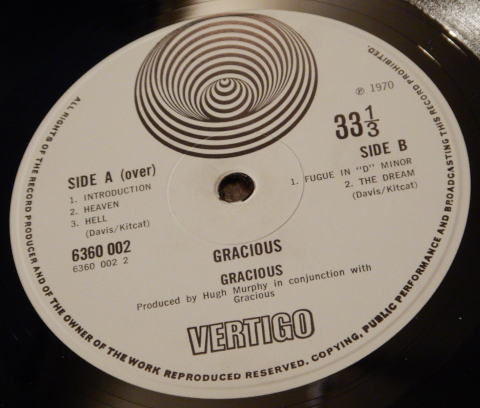 ℗ 1970
33 1/3
SIDE A (over)
1. INTRODUCTION
2. HEAVEN
3. HELL
(Davis/Kitcat)
6360 002
6360 002 2
SIDE B
1. FUGUE IN "D" MINOR
2. THE DREAM
(Davis/Kitcat)
GRACIOUS
GRACIOUS
Produced by Hugh Murphy in conjunction with
Gracious
VERTIGO
ALL RIGHTS OF THE RECORD PRODUCER AND OF THE OWNER OF THE WORK REPRODUCED RESERVED. COPYING, PUBLIC PERFORMANCE AND BROADCASTING THIS RECORD PROHIBITED.